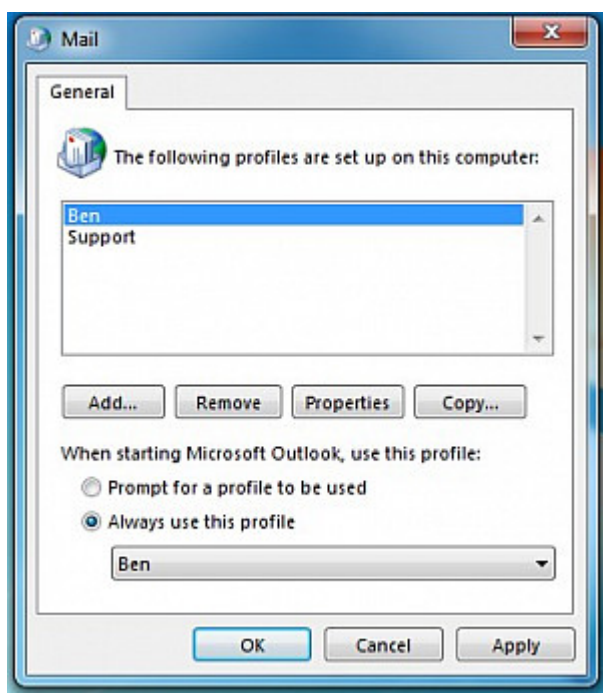 Mail
General
The following profiles are set up on this computer:
Ben
Support
Add... Remove Properties Copy...
When starting Microsoft Outlook, use this profile:
Prompt for a profile to be used
Always use this profile
Ben
OK Cancel Apply